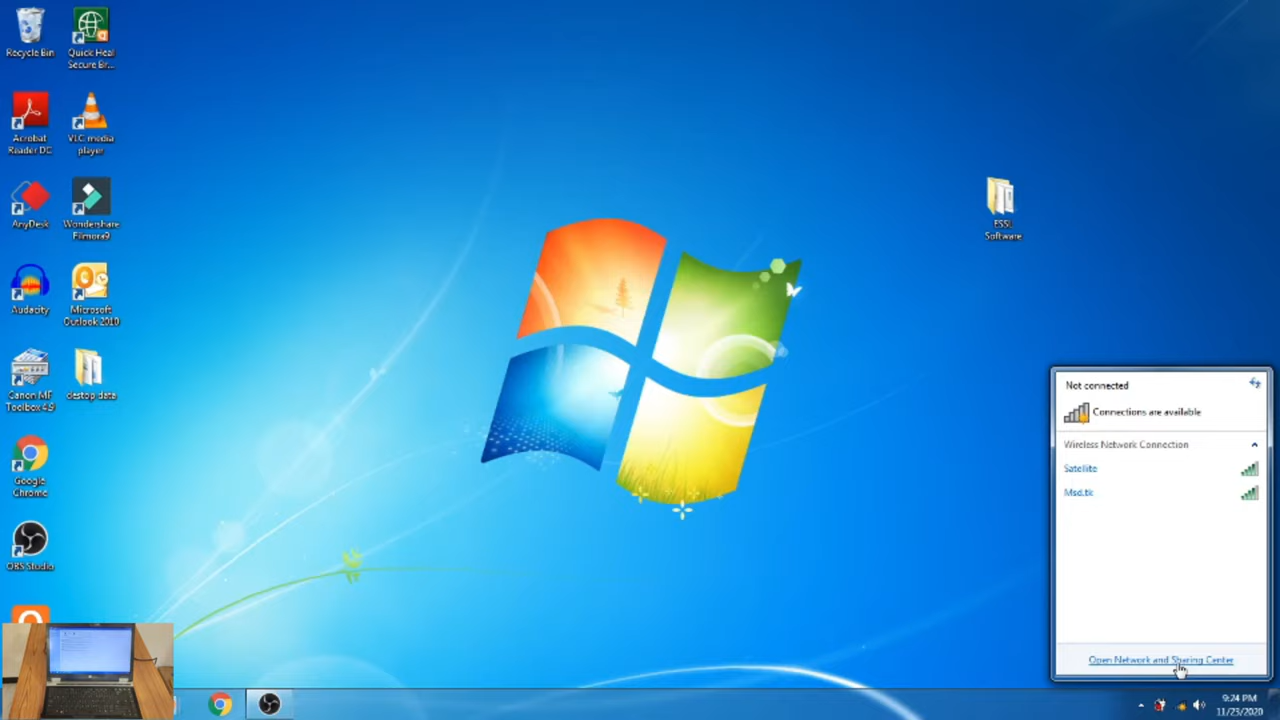 Recycle Bin
Quick Heal
Secure Br...
Acrobat
Reader DC
VLC media
player
AnyDesk
Wondershare
Filmora9
Audacity
Microsoft
Outlook 2010
Canon MF
Toolbox 4.9
destop data
Google
Chrome
OBS Studio
ESSL
Software
Not connected
Connections are available
Wireless Network Connection
Satellite
Msd.tk
Open Network and Sharing Center
9:24 PM
11/23/2020